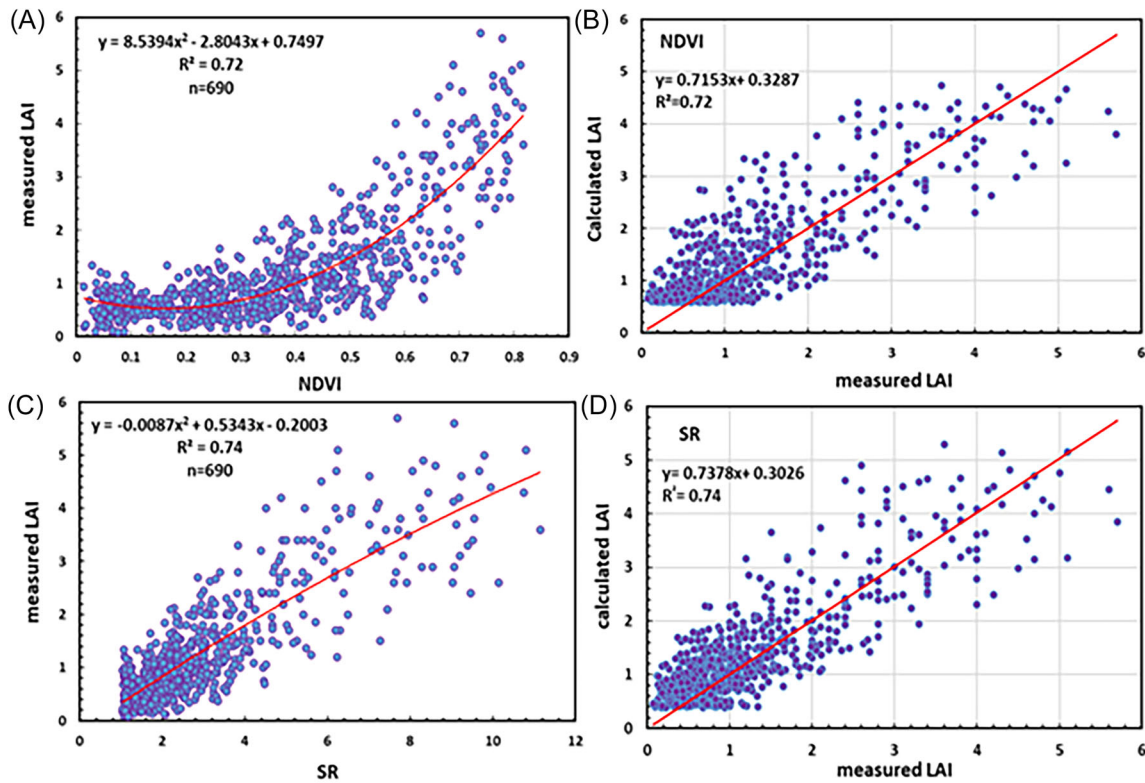 (A)
y = 8.5394x² - 2.8043x + 0.7497
R² = 0.72
n=690
6
5
4
3
2
1
0
measured LAI
0 0.1 0.2 0.3 0.4 0.5 0.6 0.7 0.8 0.9
NDVI
(B)
NDVI
y= 0.7153x+ 0.3287
R²=0.72
6
5
4
3
2
1
0
Calculated LAI
0 1 2 3 4 5 6
measured LAI
(C)
y = -0.0087x² + 0.5343x - 0.2003
R² = 0.74
n=690
6
5
4
3
2
1
0
measured LAI
0 2 4 6 8 10 12
SR
(D)
SR
y= 0.7378x+ 0.3026
R²= 0.74
6
5
4
3
2
1
0
calculated LAI
0 1 2 3 4 5 6
measured LAI